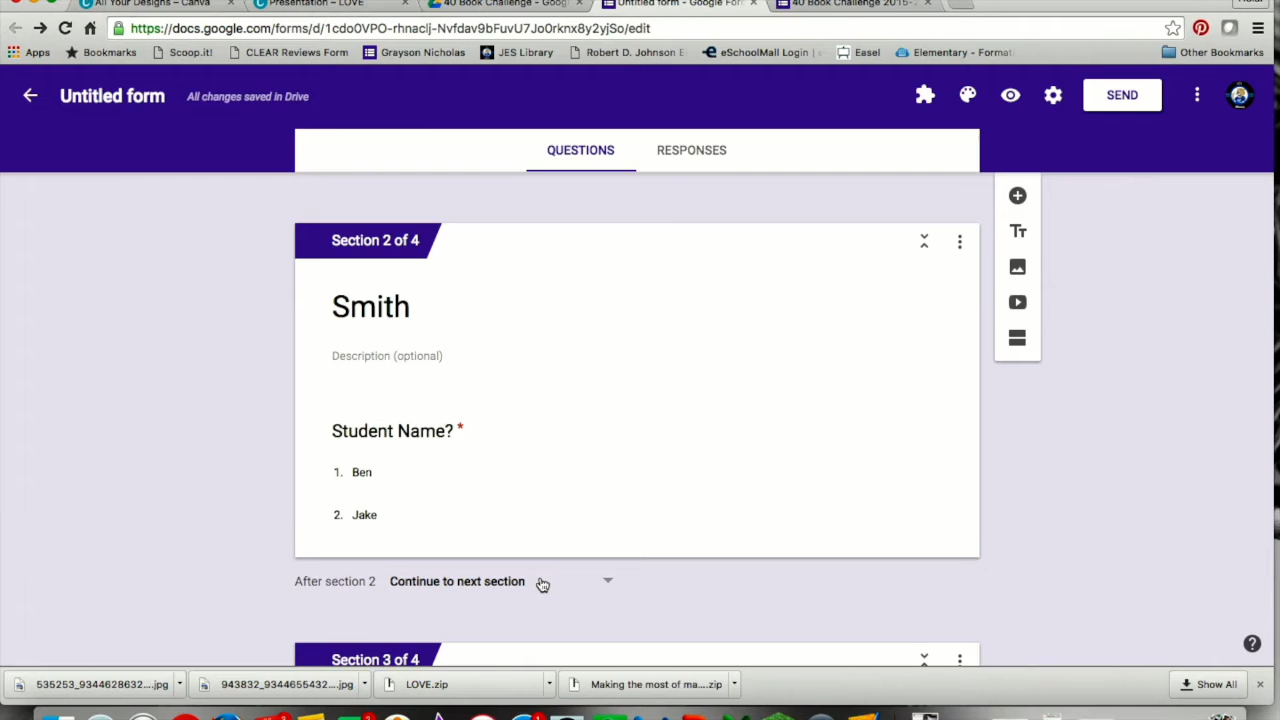 All Your Designs – Canva
Presentation – LOVE
40 Book Challenge – Goog
Untitled form - Google Form
40 Book Challenge 2015-
https://docs.google.com/forms/d/1cdo0VPO-rhnaclj-Nvfdav9bFuvU7Jo0rknx8y2yjSo/edit
Apps
Bookmarks
Scoop.it!
CLEAR Reviews Form
Grayson Nicholas
JES Library
Robert D. Johnson E
eSchoolMall Login |
Easel
Elementary - Format
Other Bookmarks
Untitled form
All changes saved in Drive
SEND
QUESTIONS
RESPONSES
Section 2 of 4
Smith
Description (optional)
Student Name? *
1. Ben
2. Jake
After section 2 Continue to next section
Section 3 of 4
535253_9344628632....jpg
943832_9344655432....jpg
LOVE.zip
Making the most of ma....zip
Show All